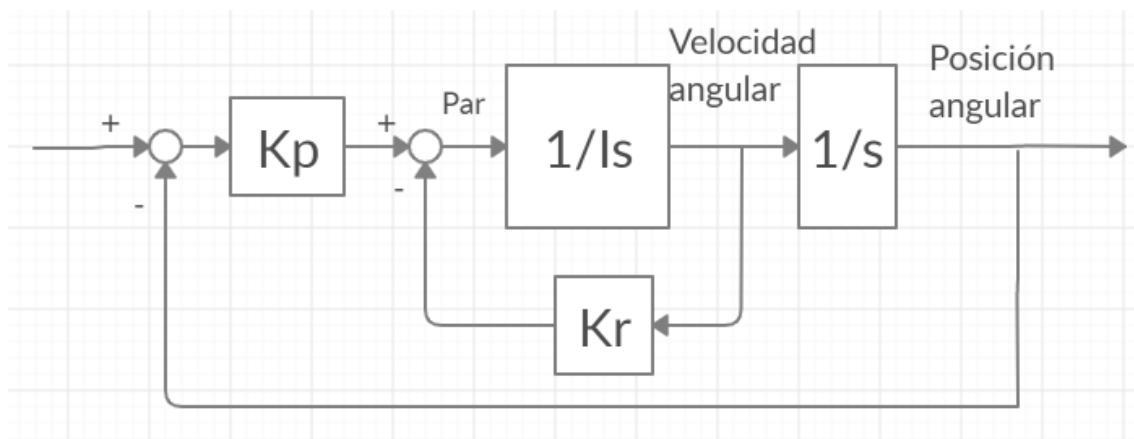 Velocidad
angular
Posición
angular
Par
+
+
Kp
1/Is
1/s
-
-
Kr